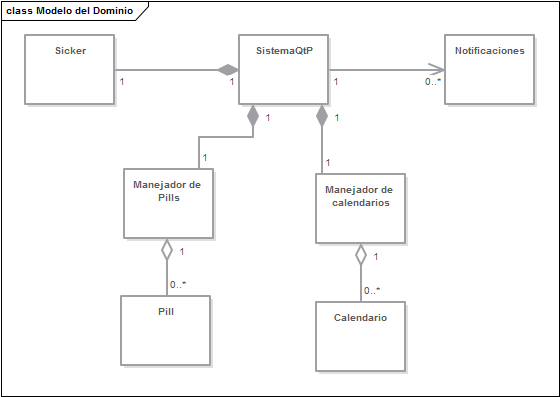 class Modelo del Dominio
Sicker
SistemaQtP
Notificaciones
1
1
1
0..*
1
1
1
1
Manejador de
Pills
Manejador de
calendarios
1
1
0..*
0..*
Pill
Calendario